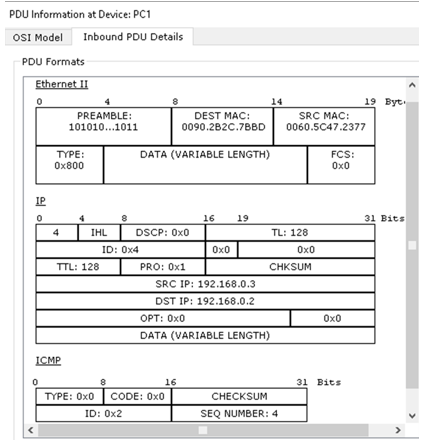 PDU Information at Device: PC1
OSI Model Inbound PDU Details
PDU Formats
Ethernet II
0 4 8 14 19 Byt
PREAMBLE: DEST MAC: SRC MAC:
101010...1011 0090.2B2C.7BBD 0060.5C47.2377
TYPE: DATA (VARIABLE LENGTH) FCS:
0x800 0x0
IP
0 4 8 16 19 31 Bits
4 IHL DSCP: 0x0 TL: 128
ID: 0x4 0x0 0x0
TTL: 128 PRO: 0x1 CHKSUM
SRC IP: 192.168.0.3
DST IP: 192.168.0.2
OPT: 0x0 0x0
DATA (VARIABLE LENGTH)
ICMP
0 8 16 31 Bits
TYPE: 0x0 CODE: 0x0 CHECKSUM
ID: 0x2 SEQ NUMBER: 4